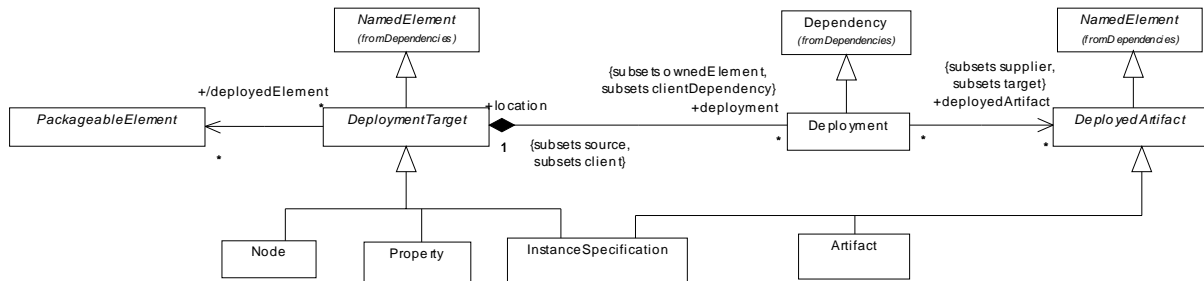 NamedElement
(fromDependencies)
Dependency
(fromDependencies)
NamedElement
(fromDependencies)
{subsets ownedElement,
subsets clientDependency}
+deployment
{subsets supplier,
subsets target}
+deployedArtifact
+/deployedElement
*
+location
PackageableElement
DeploymentTarget
Deployment
DeployedArtifact
*
1
{subsets source,
subsets client}
*
*
*
Node
Property
InstanceSpecification
Artifact